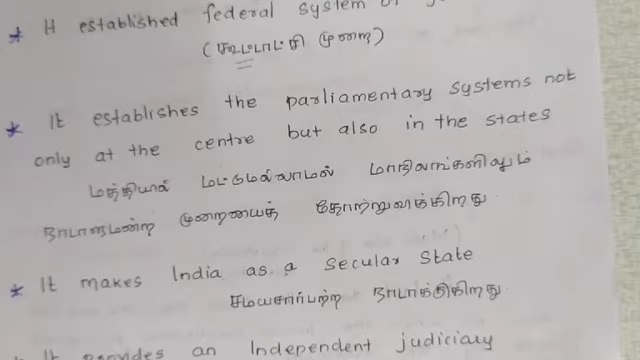 * It established federal system of
(கூட்டாட்சி முறை)
* It establishes the parliamentary systems not
only at the centre but also in the states
மத்தியில் மட்டுமல்லாமல் மாநிலங்களிலும்
நாடாளுமன்ற முறையைத் தோற்றுவிக்கிறது.
* It makes India as a Secular State
சமயசார்பற்ற நாடாக்குகிறது.
It provides an Independent judiciary